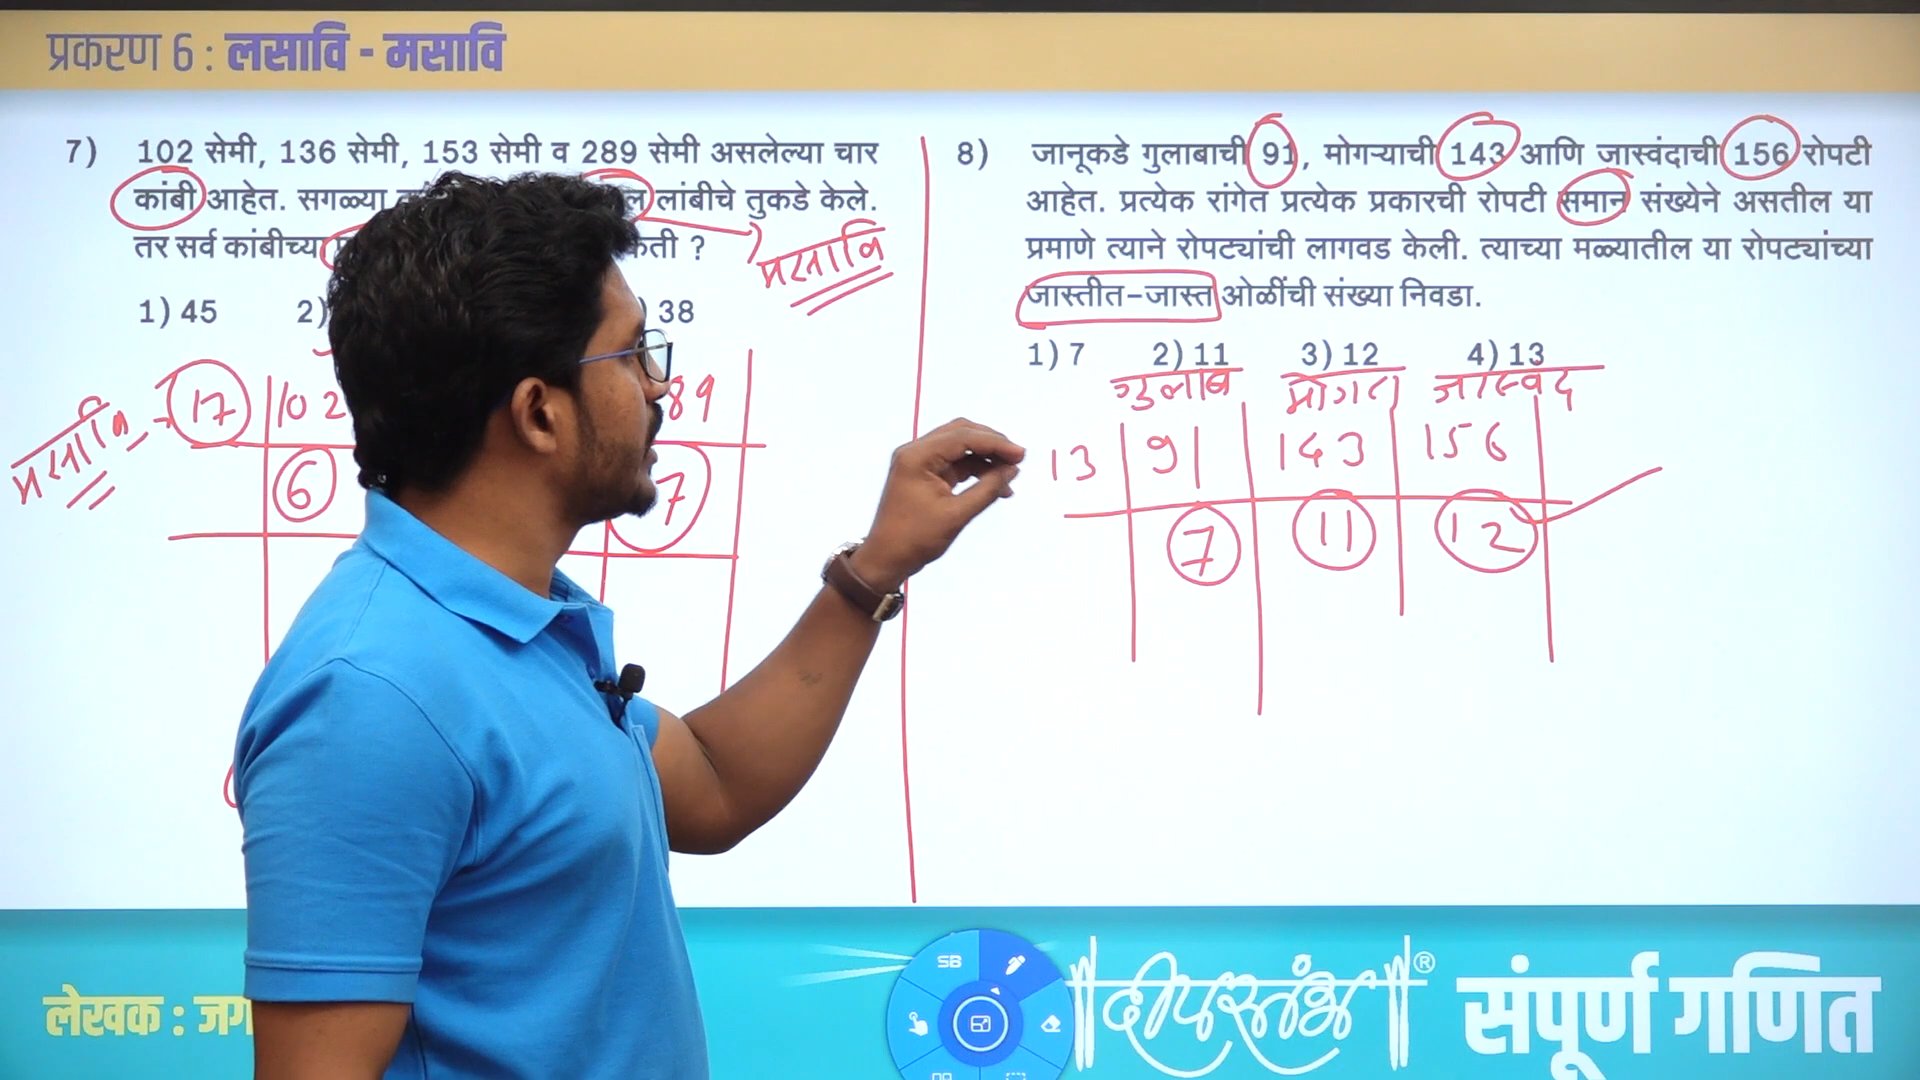 प्रकरण 6 : लसावि - मसावि
7) 102 सेमी, 136 सेमी, 153 सेमी व 289 सेमी असलेल्या चार
कांबी आहेत. सगळ्या लांबीचे तुकडे केले.
तर सर्व कांबीच्या ?
मसावि
1) 45 2) 38
मसावि - 17 102 89
6 7
8) जानूकडे गुलाबाची 91, मोगऱ्याची 143 आणि जास्वंदाची 156 रोपटी
आहेत. प्रत्येक रांगेत प्रत्येक प्रकारची रोपटी समान संख्येने असतील या
प्रमाणे त्याने रोपट्यांची लागवड केली. त्याच्या मळ्यातील या रोपट्यांच्या
जास्तीत-जास्त ओळींची संख्या निवडा.
1) 7 2) 11 3) 12 4) 13
गुलाब मोगरा जास्वंद
13 91 143 156
7 11 12
SB
लेखक : जग
दीपस्तंभ ®
संपूर्ण गणित